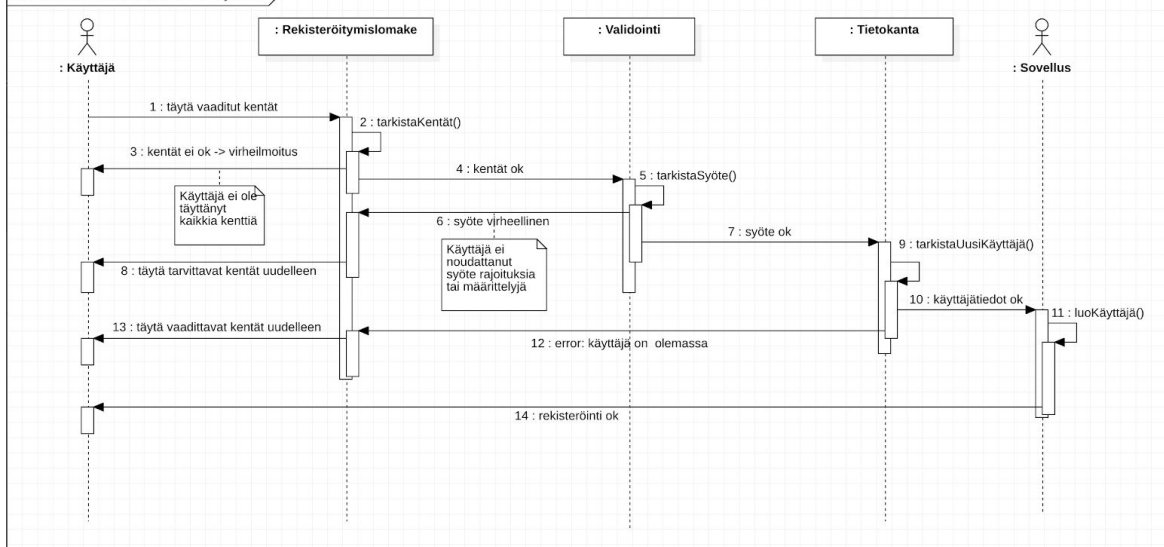 : Käyttäjä
: Rekisteröitymislomake
: Validointi
: Tietokanta
: Sovellus
1 : täytä vaaditut kentät
2 : tarkistaKentät()
3 : kentät ei ok -> virheilmoitus
4 : kentät ok
5 : tarkistaSyöte()
Käyttäjä ei ole
täyttänyt
kaikkia kenttiä
6 : syöte virheellinen
7 : syöte ok
9 : tarkistaUusiKäyttäjä()
Käyttäjä ei
noudattanut
syöte rajoituksia
tai määrittelyjä
8 : täytä tarvittavat kentät uudelleen
10 : käyttäjätiedot ok
11 : luoKäyttäjä()
13 : täytä vaadittavat kentät uudelleen
12 : error: käyttäjä on olemassa
14 : rekisteröinti ok